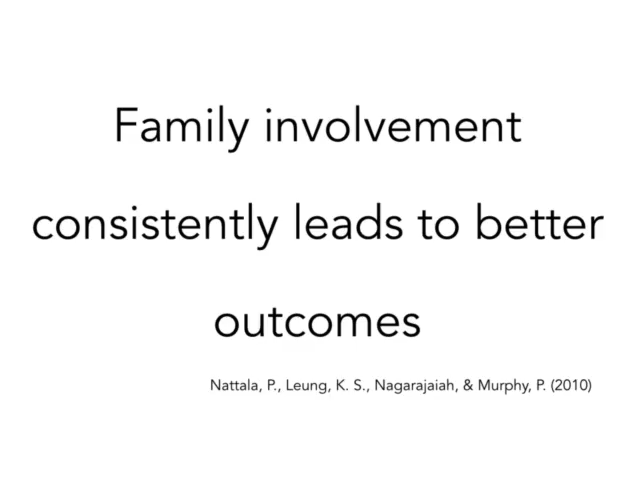 Family involvement
consistently leads to better
outcomes
Nattala, P., Leung, K. S., Nagarajaiah, & Murphy, P. (2010)